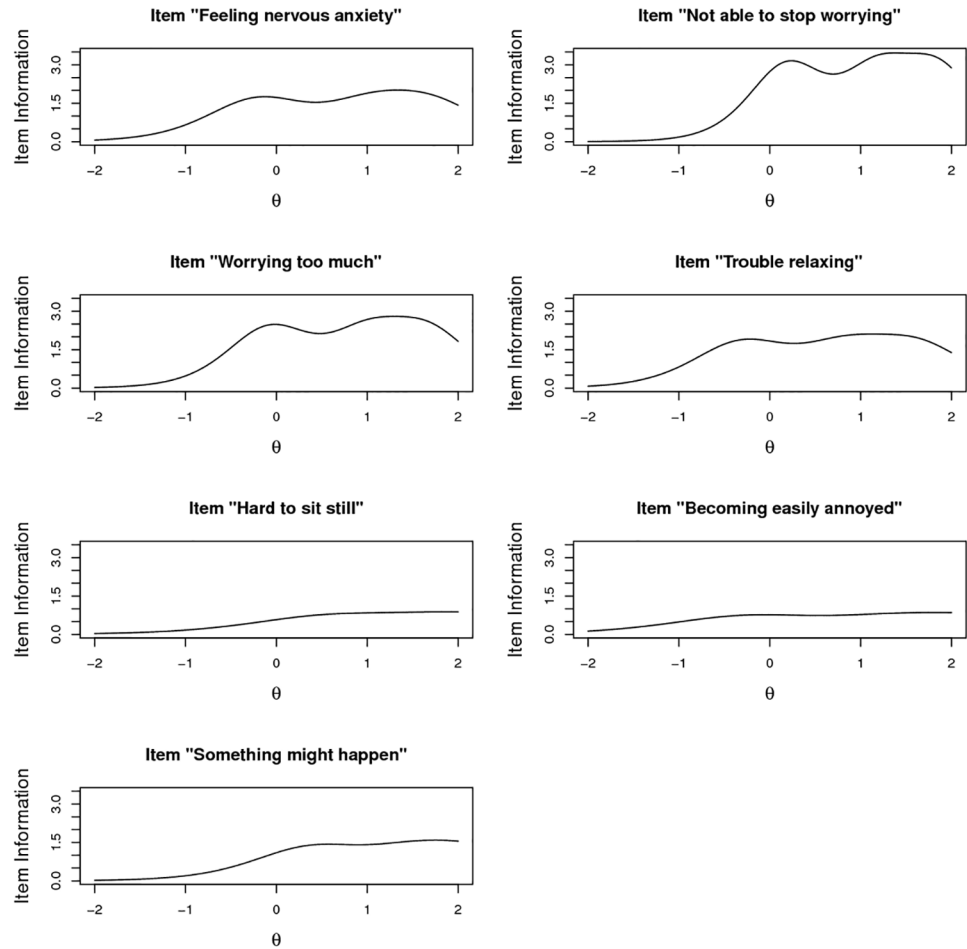 Item "Feeling nervous anxiety"
Item Information
0.0 1.5 3.0
−2 −1 0 1 2
θ
Item "Not able to stop worrying"
Item Information
0.0 1.5 3.0
−2 −1 0 1 2
θ
Item "Worrying too much"
Item Information
0.0 1.5 3.0
−2 −1 0 1 2
θ
Item "Trouble relaxing"
Item Information
0.0 1.5 3.0
−2 −1 0 1 2
θ
Item "Hard to sit still"
Item Information
0.0 1.5 3.0
−2 −1 0 1 2
θ
Item "Becoming easily annoyed"
Item Information
0.0 1.5 3.0
−2 −1 0 1 2
θ
Item "Something might happen"
Item Information
0.0 1.5 3.0
−2 −1 0 1 2
θ